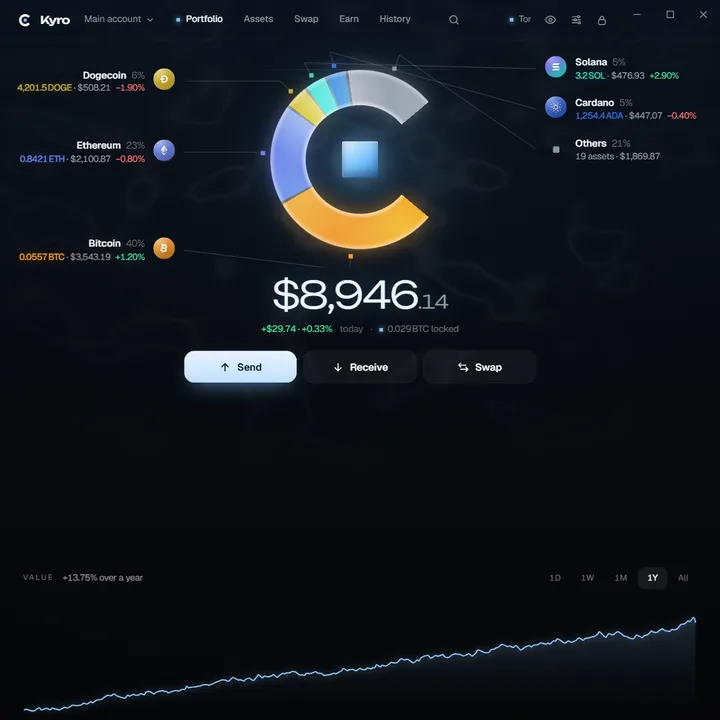 Kyro Main account Portfolio Assets Swap Earn History Tor
Dogecoin 6%
4,201.5 DOGE · $508.21 −1.90%
Ethereum 23%
0.8421 ETH · $2,100.87 −0.80%
Bitcoin 40%
0.0557 BTC · $3,543.19 +1.20%
Solana 5%
3.2 SOL · $476.93 +2.90%
Cardano 5%
1,254.4 ADA · $447.07 −0.40%
Others 21%
19 assets · $1,869.87
$8,946.14
+$29.74 · +0.33% today · 0.029 BTC locked
Send Receive Swap
VALUE +13.75% over a year 1D 1W 1M 1Y All